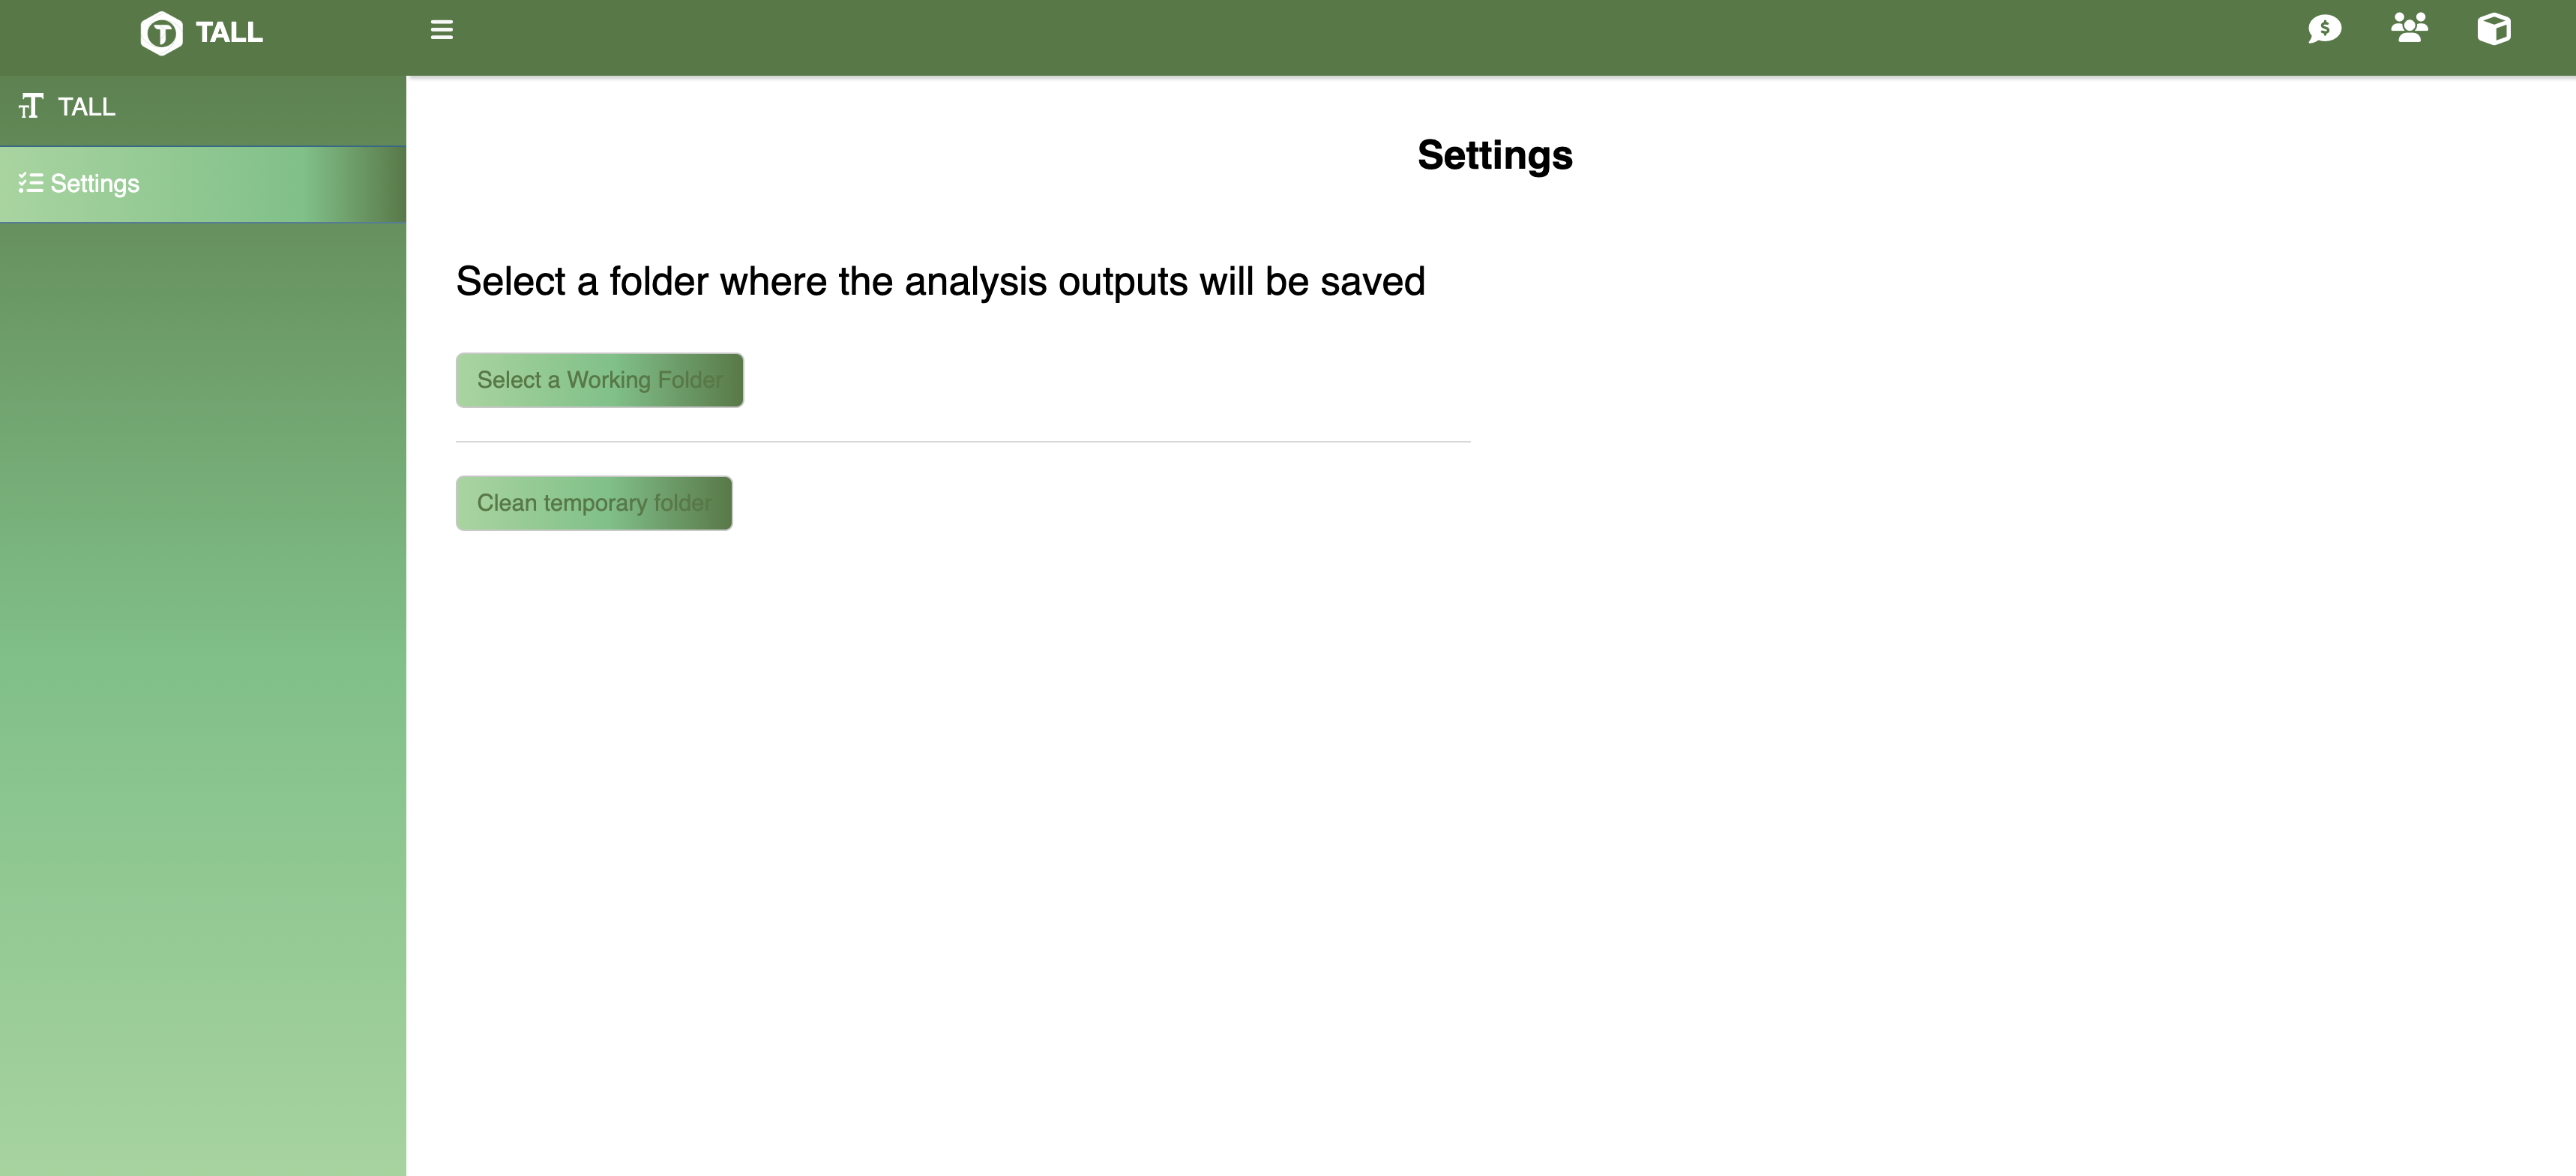 TALL
TALL
Settings
Settings
Select a folder where the analysis outputs will be saved
Select a Working Folder
Clean temporary folder